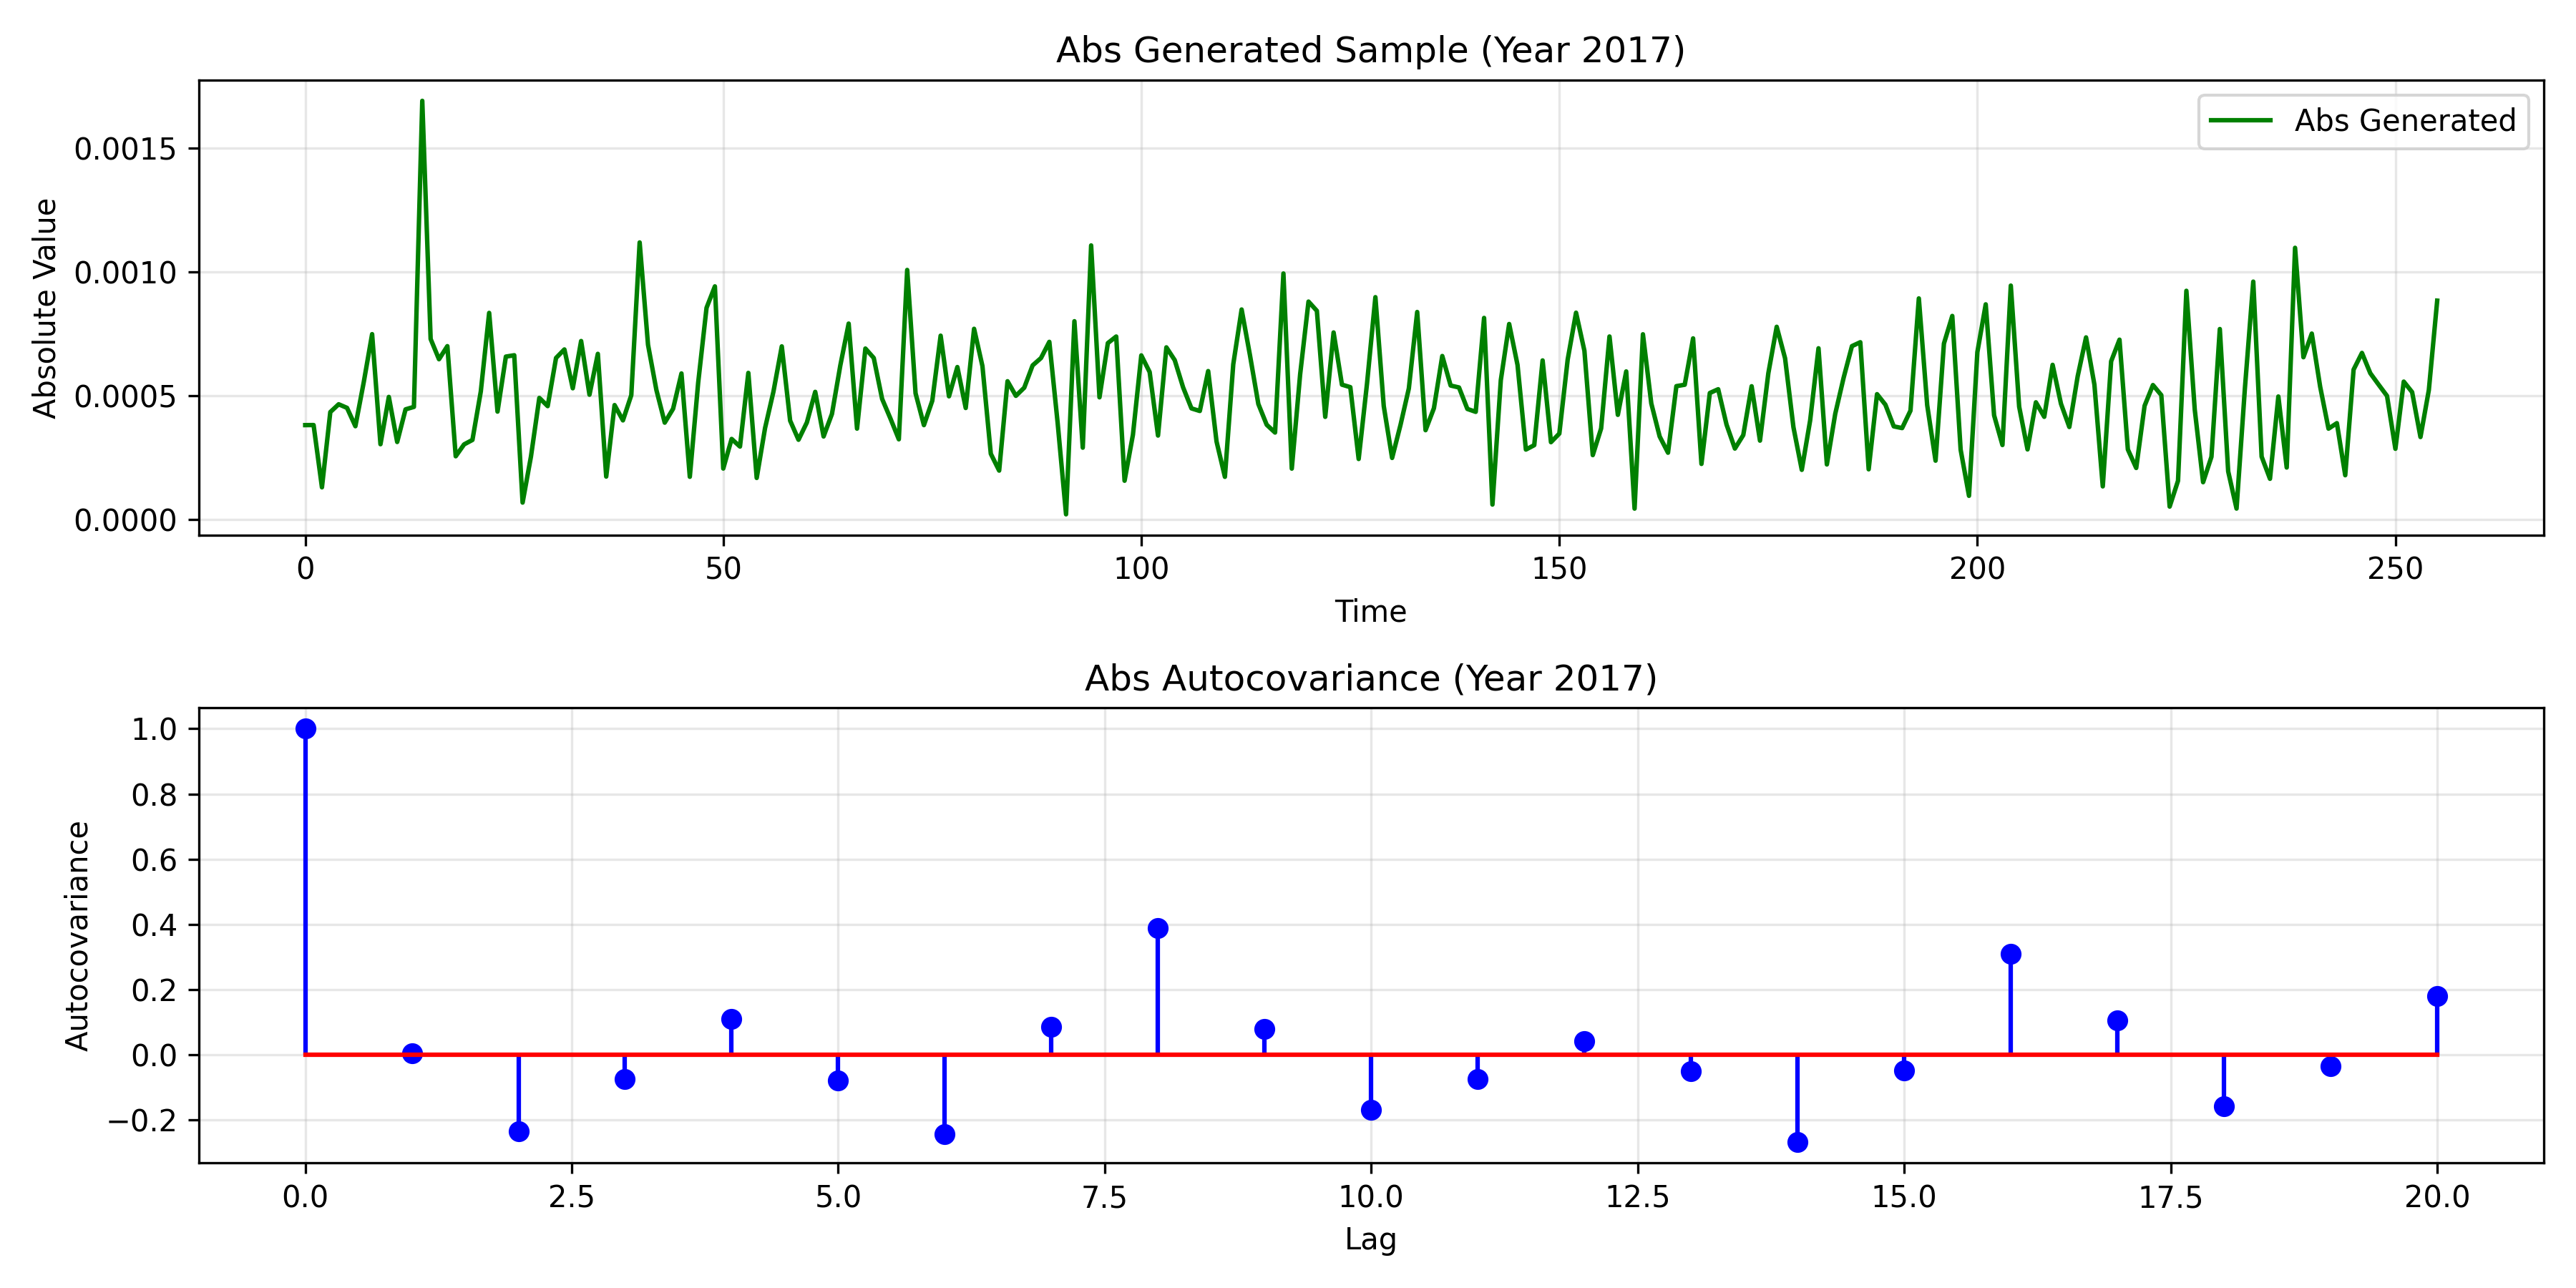 Abs Generated Sample (Year 2017)
Abs Generated
Absolute Value
0.0015
0.0010
0.0005
0.0000
0 50 100 150 200 250
Time
Abs Autocovariance (Year 2017)
Autocovariance
1.0
0.8
0.6
0.4
0.2
0.0
−0.2
0.0 2.5 5.0 7.5 10.0 12.5 15.0 17.5 20.0
Lag